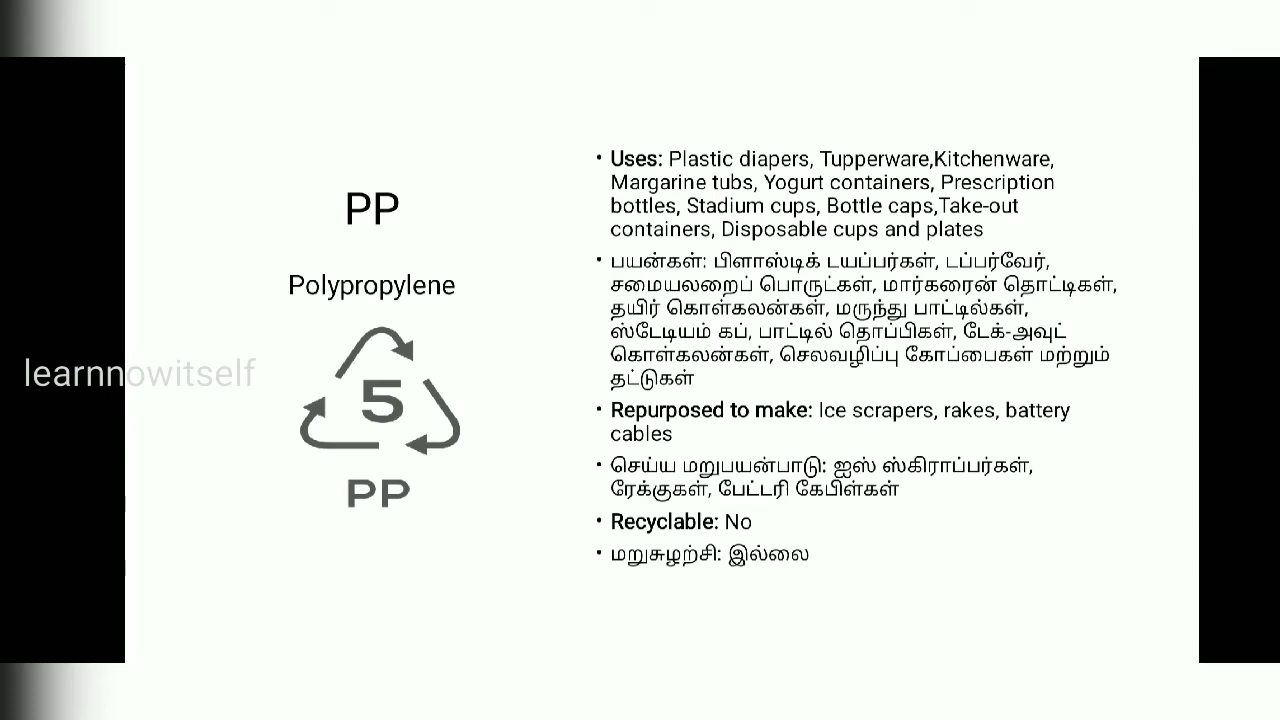 PP
Polypropylene
5
PP
learnnowitself
• Uses: Plastic diapers, Tupperware,Kitchenware,
Margarine tubs, Yogurt containers, Prescription
bottles, Stadium cups, Bottle caps,Take-out
containers, Disposable cups and plates
• பயன்கள்: பிளாஸ்டிக் டயப்பர்கள், டப்பர்வேர்,
சமையலறைப் பொருட்கள், மார்கரைன் தொட்டிகள்,
தயிர் கொள்கலன்கள், மருந்து பாட்டில்கள்,
ஸ்டேடியம் கப், பாட்டில் தொப்பிகள், டேக்-அவுட்
கொள்கலன்கள், செலவழிப்பு கோப்பைகள் மற்றும்
தட்டுகள்
• Repurposed to make: Ice scrapers, rakes, battery
cables
• செய்ய மறுபயன்பாடு: ஐஸ் ஸ்கிராப்பர்கள்,
ரேக்குகள், பேட்டரி கேபிள்கள்
• Recyclable: No
• மறுசுழற்சி: இல்லை